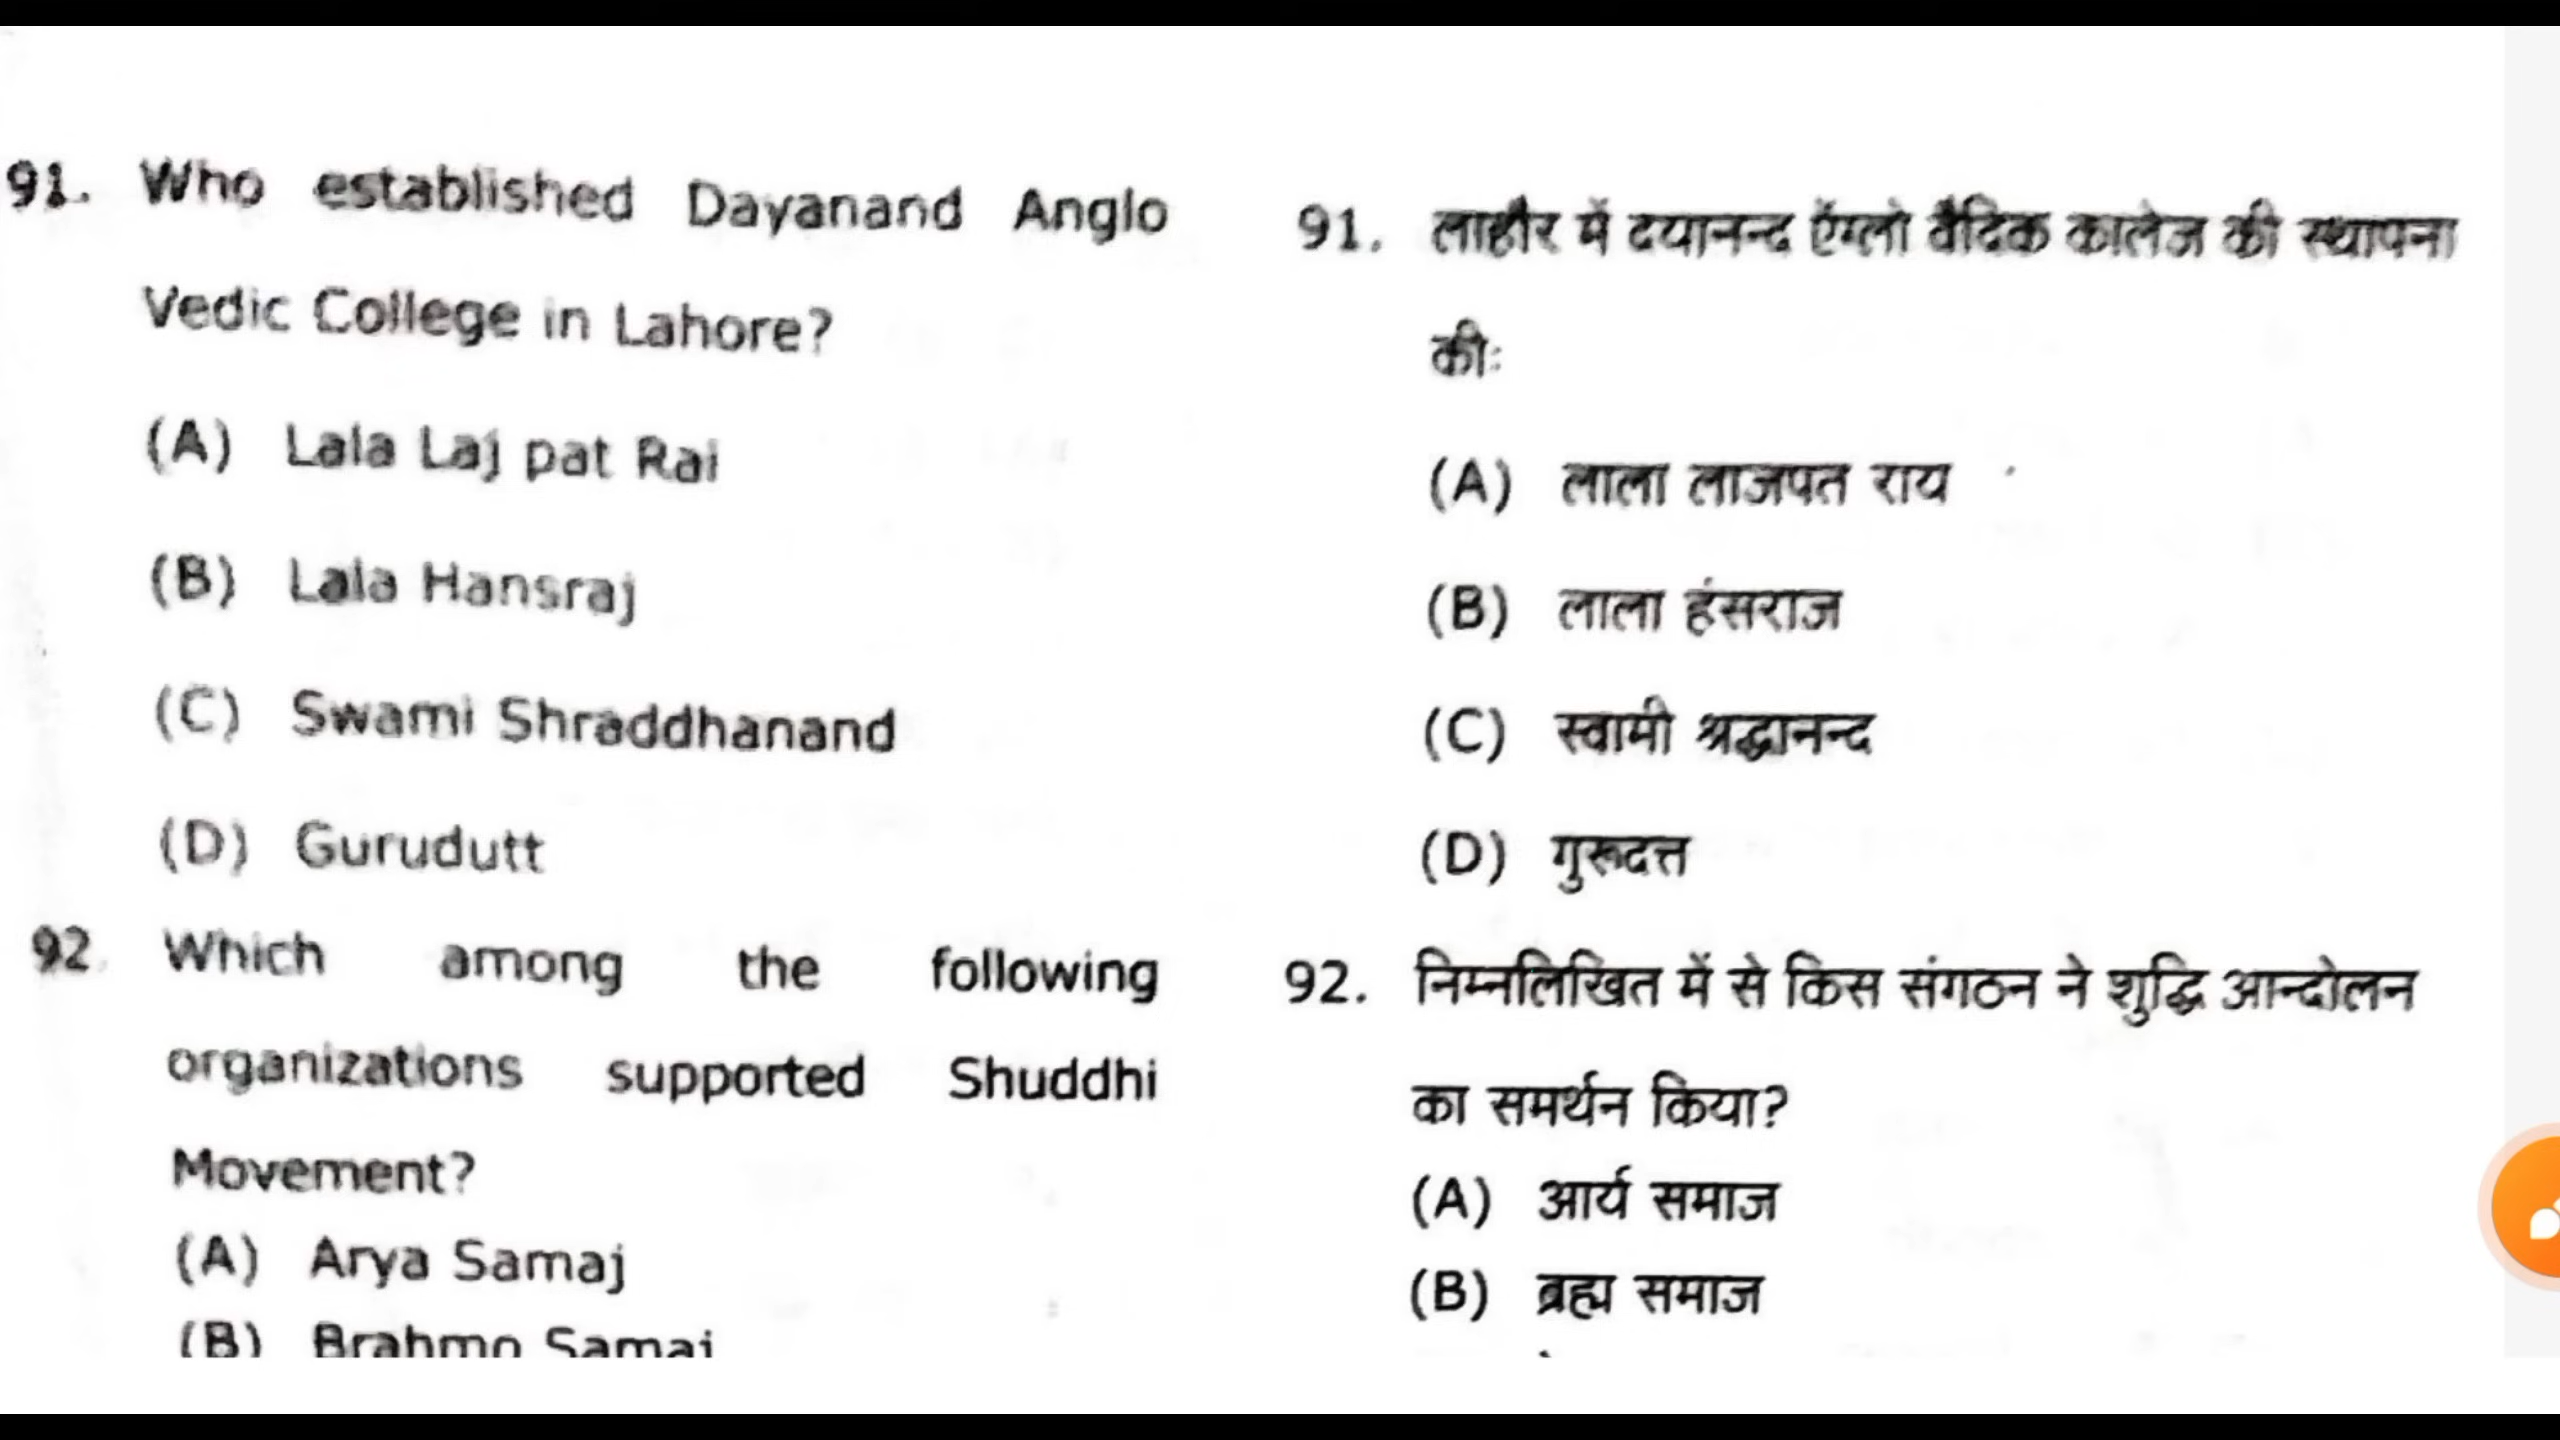 91. Who established Dayanand Anglo
Vedic College in Lahore?
(A) Lala Laj pat Rai
(B) Lala Hansraj
(C) Swami Shraddhanand
(D) Gurudutt
92. Which among the following
organizations supported Shuddhi
Movement?
(A) Arya Samaj
(B) Brahmo Samaj
91. लाहौर में दयानन्द ऐंग्लो वैदिक कालेज की स्थापना
कीः
(A) लाला लाजपत राय
(B) लाला हंसराज
(C) स्वामी श्रद्धानन्द
(D) गुरूदत्त
92. निम्नलिखित में से किस संगठन ने शुद्धि आन्दोलन
का समर्थन किया?
(A) आर्य समाज
(B) ब्रह्म समाज